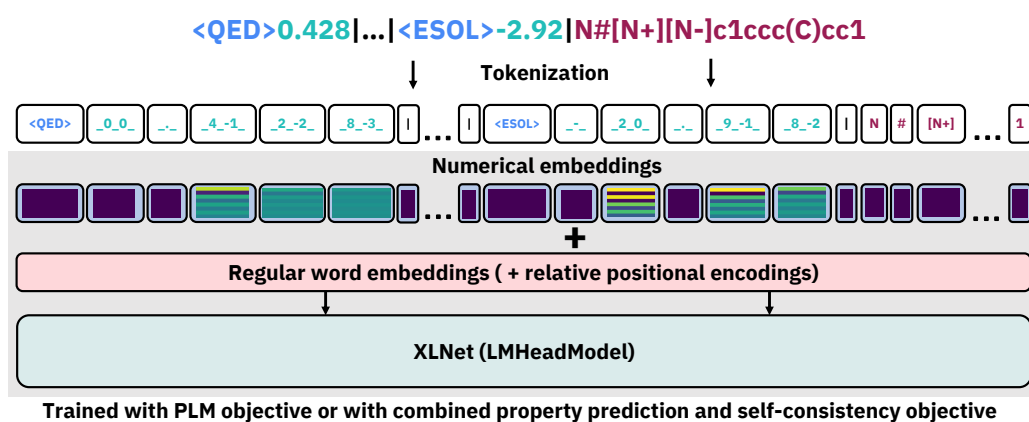 <QED>0.428|...|<ESOL>-2.92|N#[N+][N-]c1ccc(C)cc1
Tokenization
<QED> _0_0_ _._ _4_-1_ _2_-2_ _8_-3_ | ... | <ESOL> _-_ _2_0_ _._ _9_-1_ _8_-2 | N # [N+] ... 1
Numerical embeddings
...
...
+
Regular word embeddings ( + relative positional encodings)
XLNet (LMHeadModel)
Trained with PLM objective or with combined property prediction and self-consistency objective